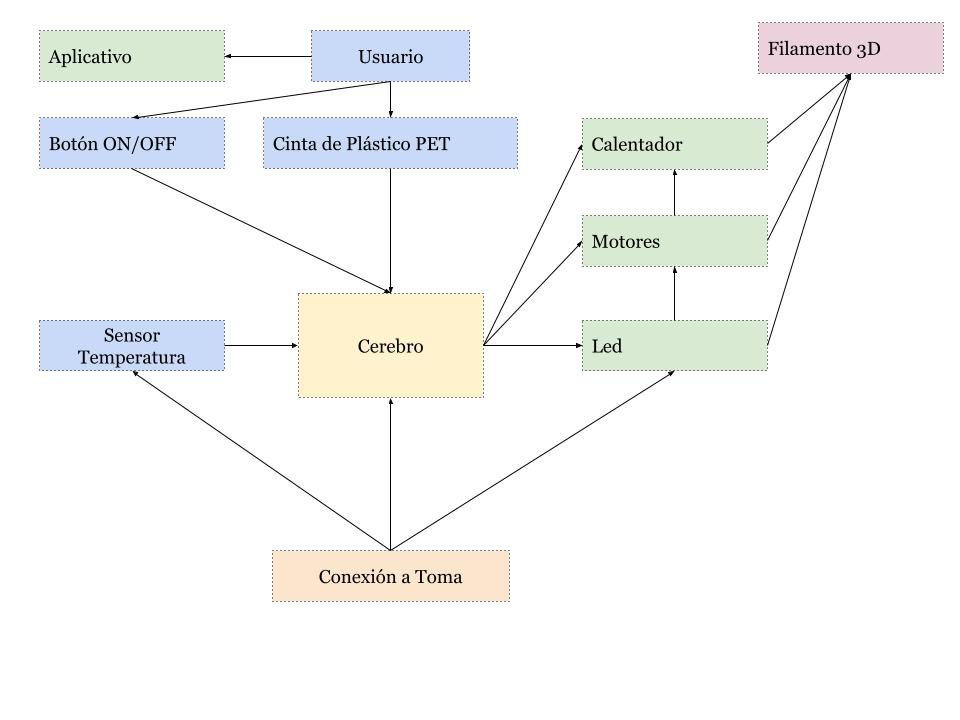 Aplicativo
Usuario
Filamento 3D
Botón ON/OFF
Cinta de Plástico PET
Calentador
Motores
Sensor
Temperatura
Cerebro
Led
Conexión a Toma